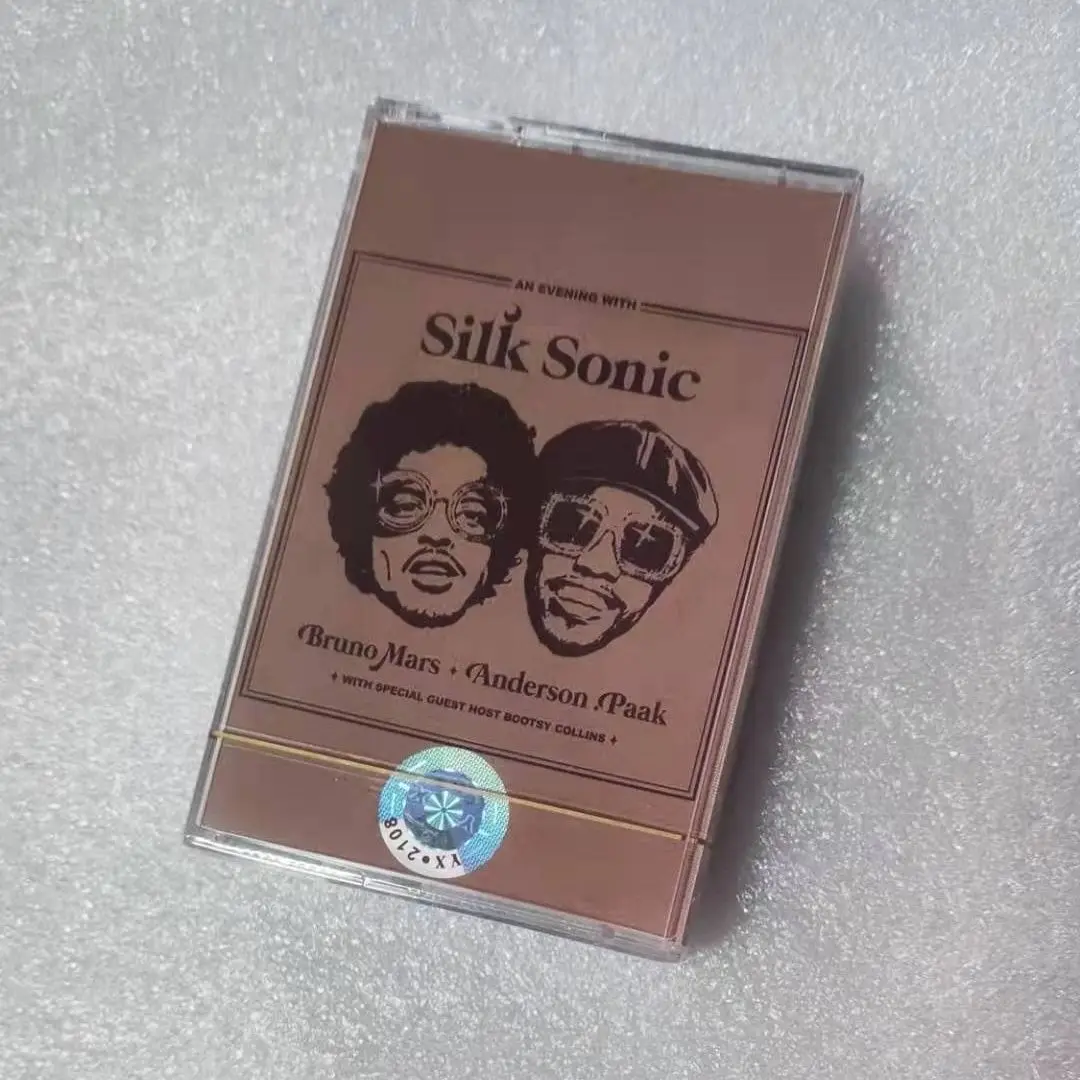 AN EVENING WITH
Silk Sonic
Bruno Mars + Anderson .Paak
+ WITH SPECIAL GUEST HOST BOOTSY COLLINS +
YX•2108